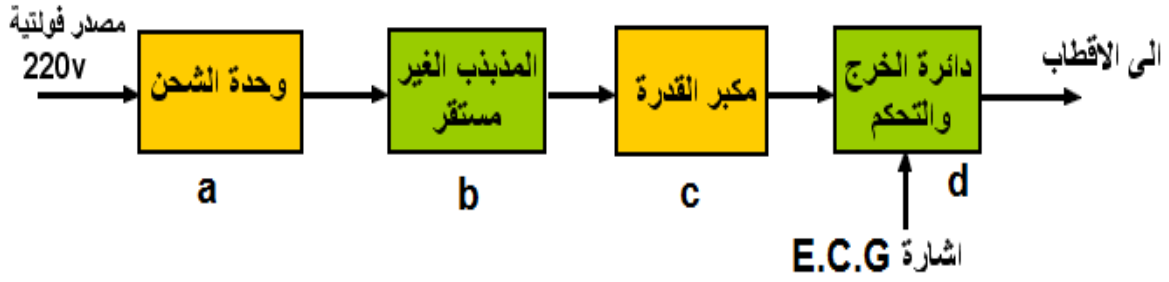 مصدر فولتية
220v
وحدة الشحن
a
المذبذب الغير
مستقر
b
مكبر القدرة
c
دائرة الخرج
والتحكم
d
الى الاقطاب
اشارة E.C.G